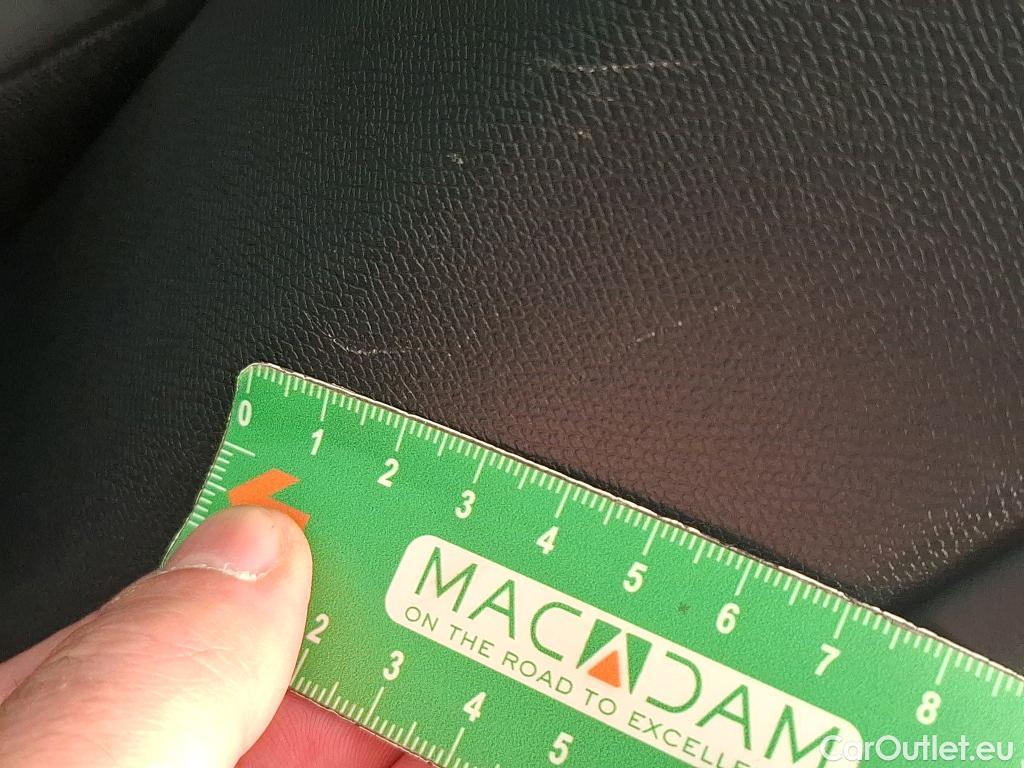 0 1 2 3 4 5 6 7 8
MACADAM
ON THE ROAD TO EXCELLE
2 3 4 5
CarOutlet.eu